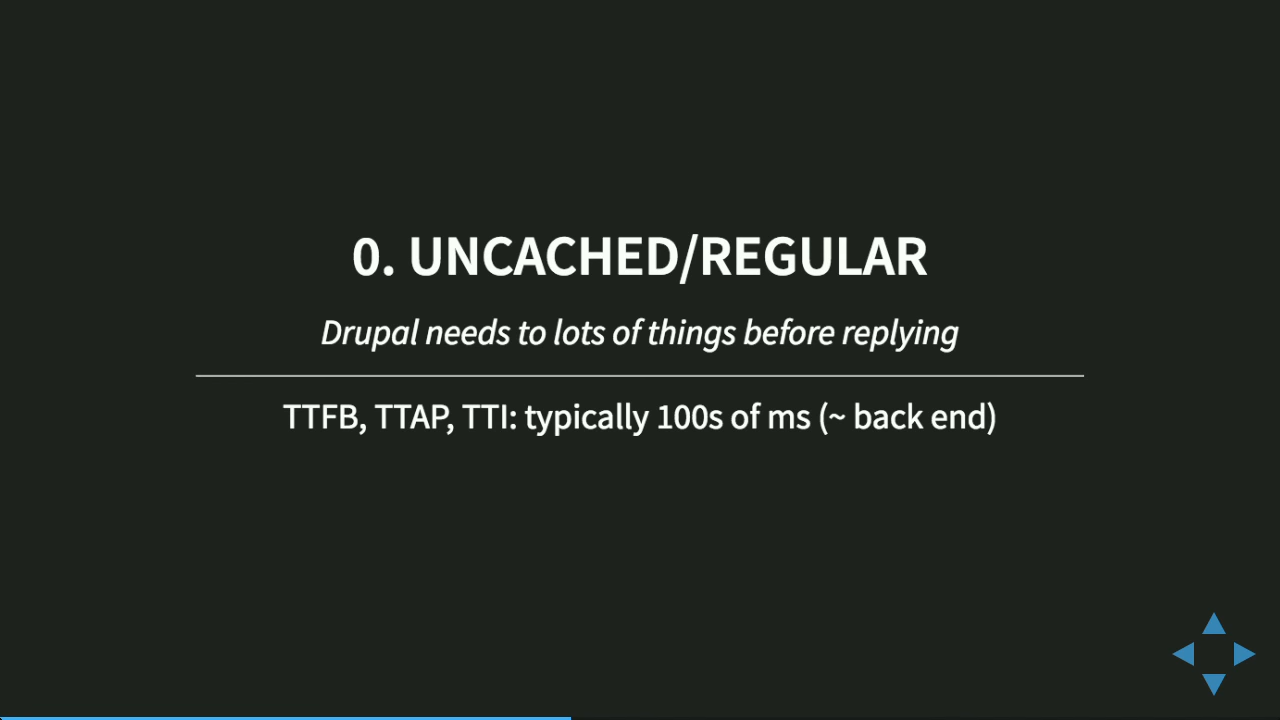 0. UNCACHED/REGULAR
Drupal needs to lots of things before replying
TTFB, TTAP, TTI: typically 100s of ms (~ back end)